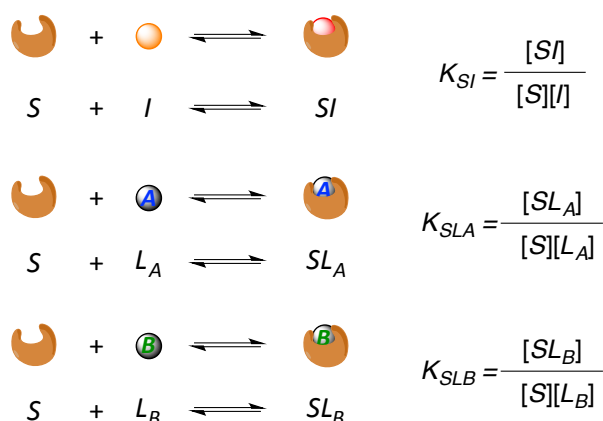 +
S + I SI
K_SI = [SI] / [S][I]
+ A A
S + L_A SL_A
K_SLA = [SL_A] / [S][L_A]
+ B B
S + L_B SL_B
K_SLB = [SL_B] / [S][L_B]